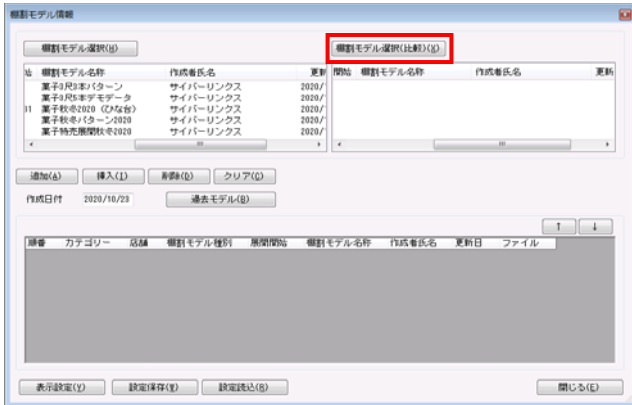 棚割モデル情報
棚割モデル選択(H) 棚割モデル選択(比較)(X)
始 棚割モデル名称 作成者氏名 更新 開始 棚割モデル名称 作成者氏名 更新
菓子3尺3本パターン サイバーリンクス 2020/
菓子3尺5本デモデータ サイバーリンクス 2020/
菓子秋冬2020 (ひな台) サイバーリンクス 2020/
菓子秋冬パターン2020 サイバーリンクス 2020/
菓子特売展開秋冬2020 サイバーリンクス 2020/
追加(A) 挿入(I) 削除(D) クリア(C)
作成日付 2020/10/23 過去モデル(B)
↑ ↓
順番 カテゴリー 店舗 棚割モデル種別 展開開始 棚割モデル名称 作成者氏名 更新日 ファイル
表示設定(Y) 設定保存(W) 設定読込(R) 閉じる(E)